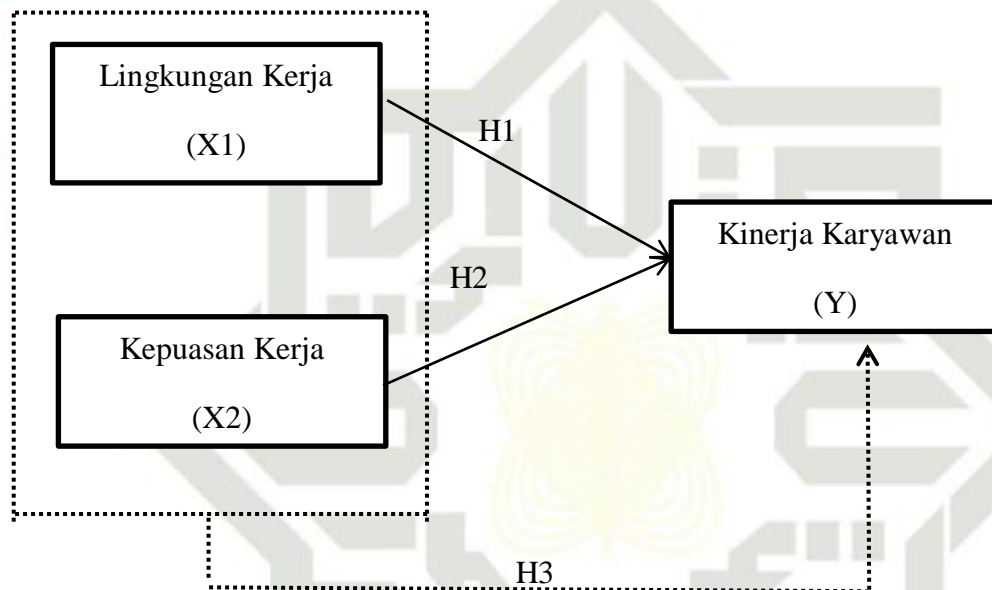 Lingkungan Kerja
(X1)
H1
Kinerja Karyawan
(Y)
H2
Kepuasan Kerja
(X2)
H3